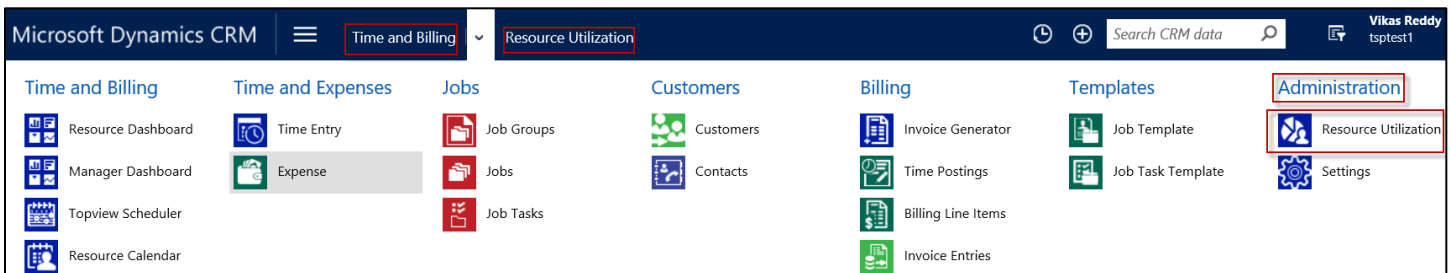 Microsoft Dynamics CRM Time and Billing Resource Utilization Search CRM data Vikas Reddy
tsptest1
Time and Billing Time and Expenses Jobs Customers Billing Templates Administration
Resource Dashboard Time Entry Job Groups Customers Invoice Generator Job Template Resource Utilization
Manager Dashboard Expense Jobs Contacts Time Postings Job Task Template Settings
Topview Scheduler Job Tasks Billing Line Items
Resource Calendar Invoice Entries